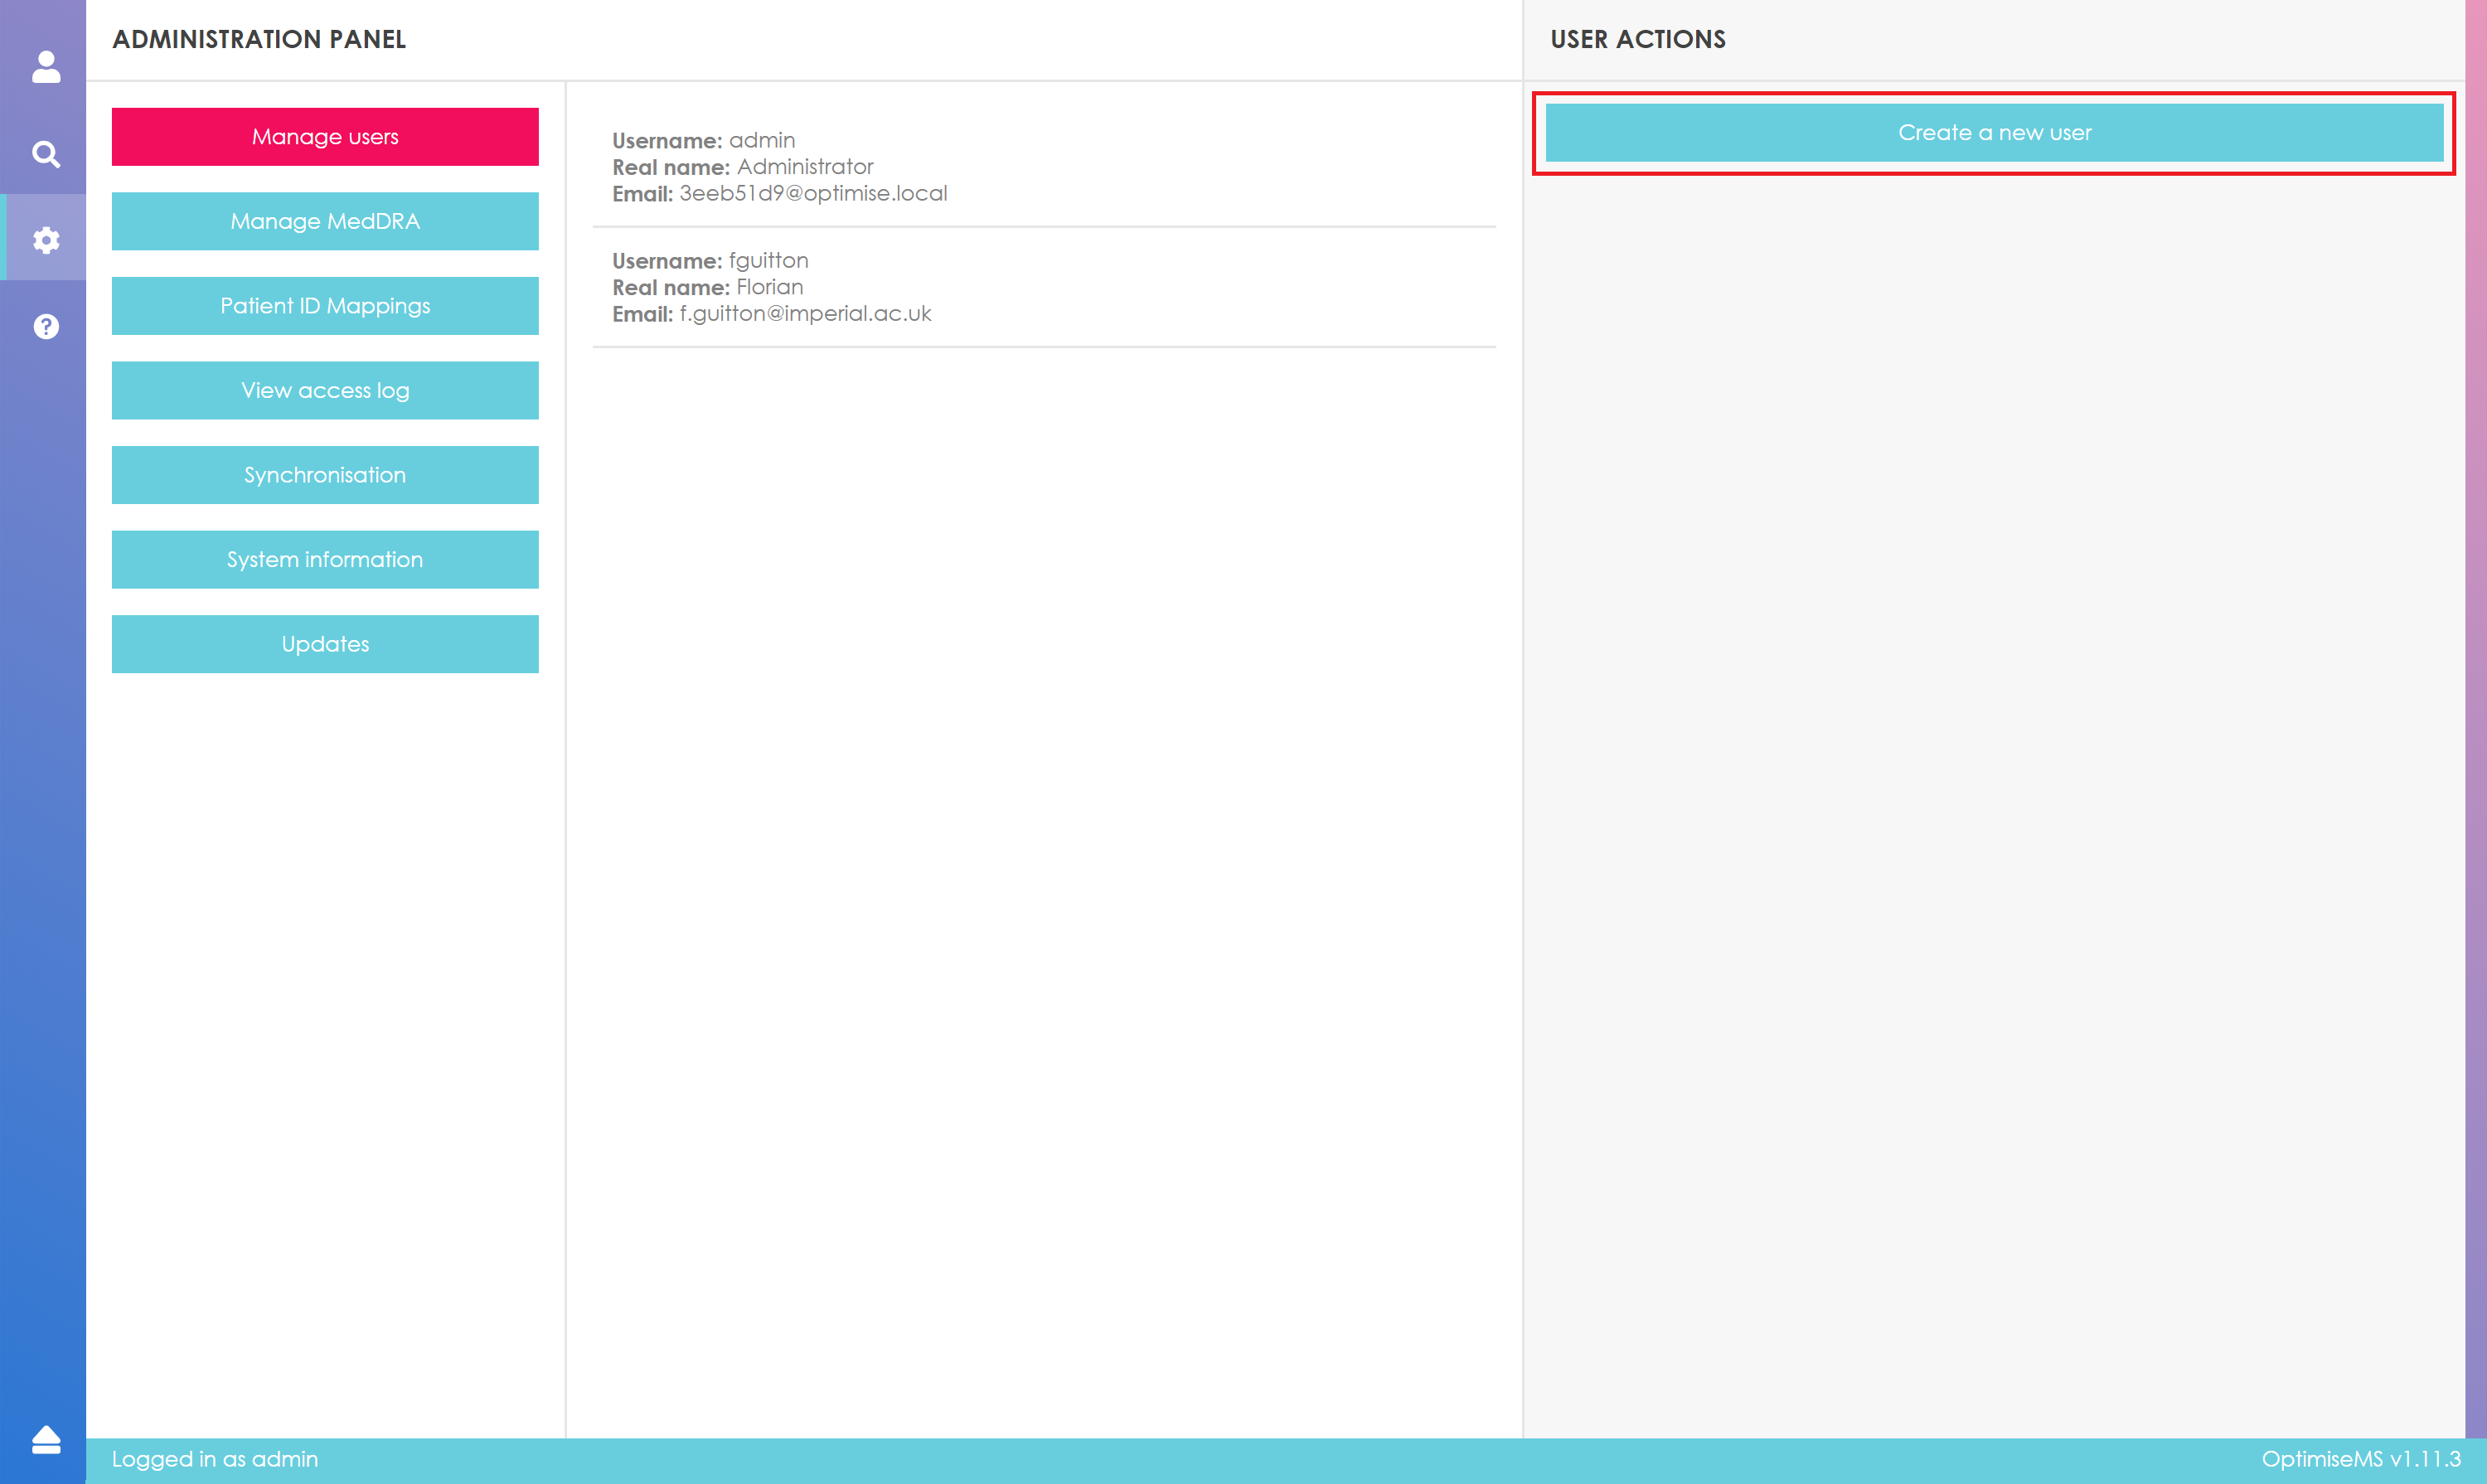 ADMINISTRATION PANEL
USER ACTIONS
Manage users
Manage MedDRA
Patient ID Mappings
View access log
Synchronisation
System information
Updates
Username: admin
Real name: Administrator
Email: 3eeb51d9@optimise.local
Username: fguitton
Real name: Florian
Email: f.guitton@imperial.ac.uk
Create a new user
Logged in as admin
OptimiseMS v1.11.3